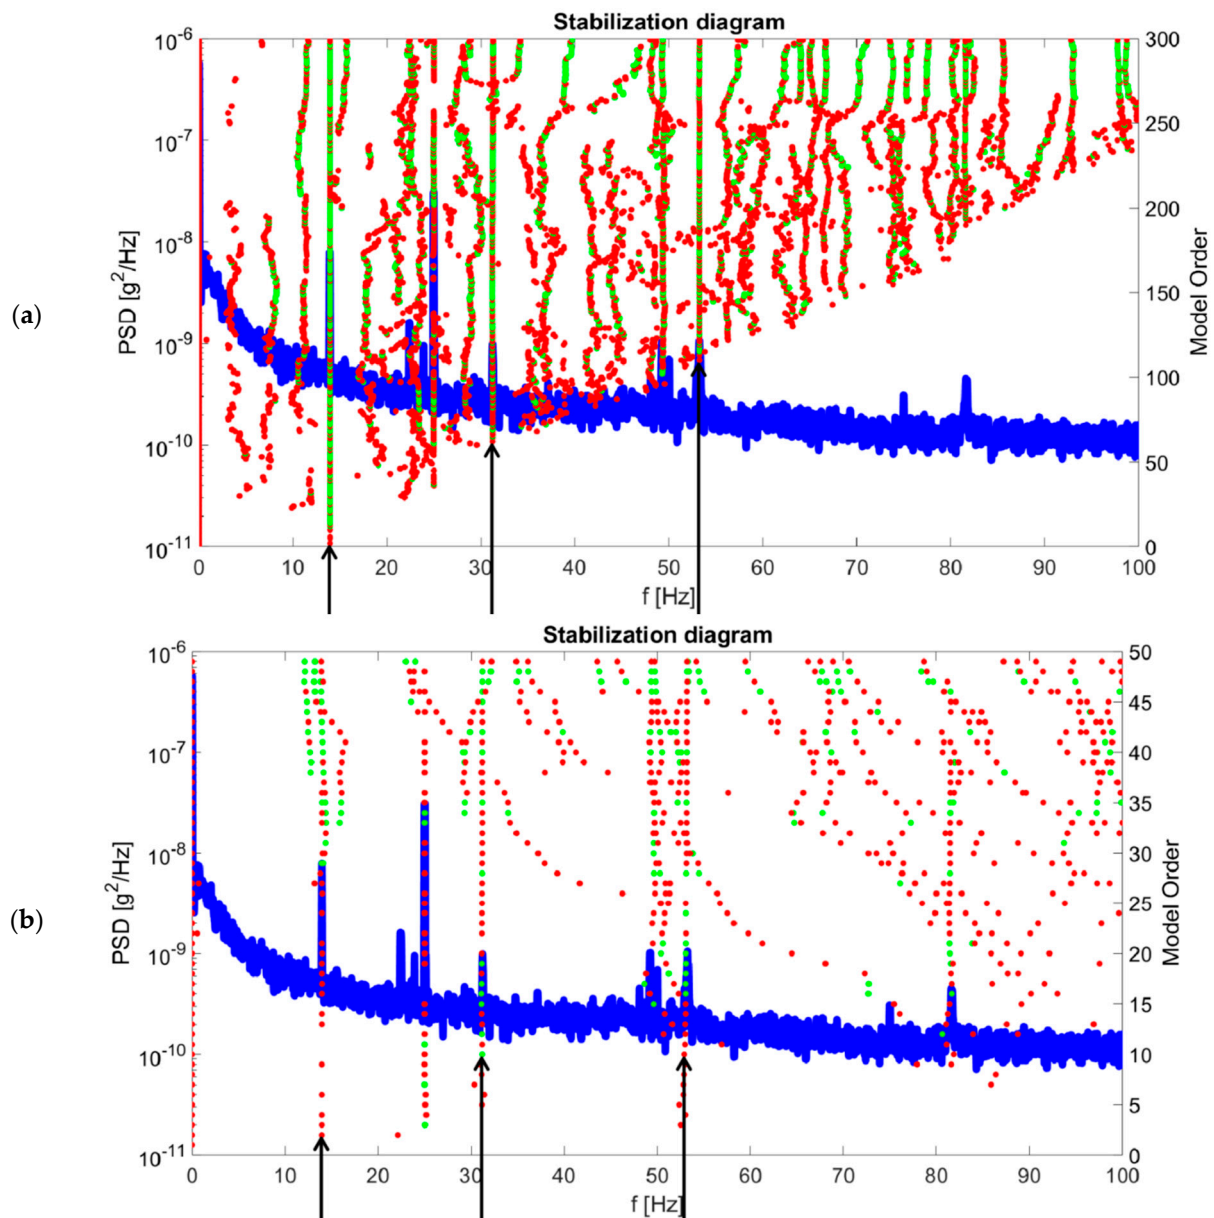 Stabilization diagram
(a)
PSD [g²/Hz]
10⁻⁶
10⁻⁷
10⁻⁸
10⁻⁹
10⁻¹⁰
10⁻¹¹
0 10 20 30 40 50 60 70 80 90 100
f [Hz]
300
250
200
150
100
50
0
Model Order
Stabilization diagram
(b)
PSD [g²/Hz]
10⁻⁶
10⁻⁷
10⁻⁸
10⁻⁹
10⁻¹⁰
10⁻¹¹
0 10 20 30 40 50 60 70 80 90 100
f [Hz]
50
45
40
35
30
25
20
15
10
5
0
Model Order